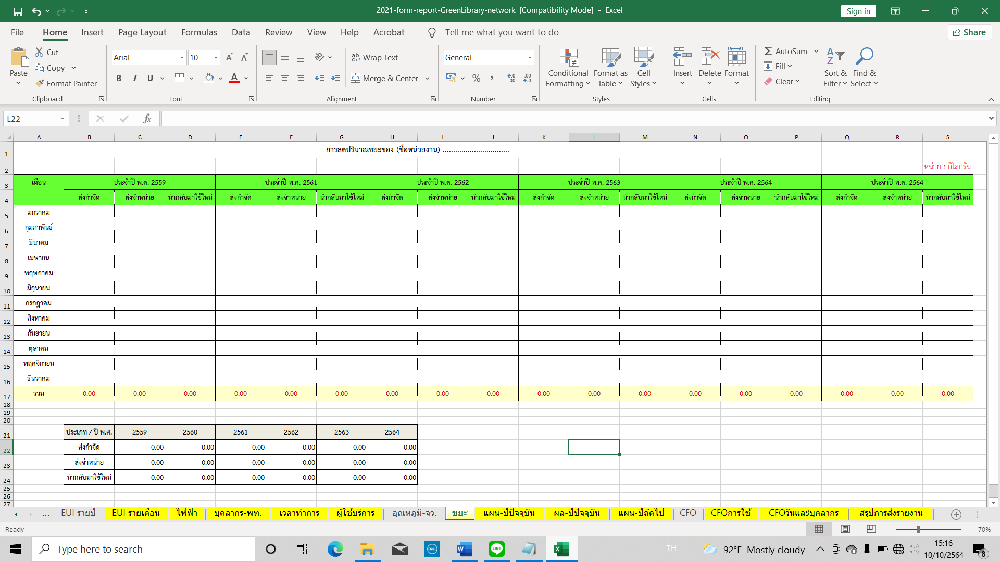 2021-form-report-GreenLibrary-network [Compatibility Mode] - Excel
Sign in
File Home Insert Page Layout Formulas Data Review View Help Acrobat Tell me what you want to do Share
Paste Cut Copy Format Painter Clipboard
Arial 10 B I U Font
ab Wrap Text Merge & Center Alignment
General % , Number
Conditional Formatting Format as Table Cell Styles Styles
Insert Delete Format Cells
AutoSum Fill Clear Sort & Filter Find & Select Editing
L22 fx
A B C D E F G H I J K L M N O P Q R S
1 การลดปริมาณขยะของ (ชื่อหน่วยงาน) ................................
2 หน่วย : กิโลกรัม
3 เดือน ประจำปี พ.ศ. 2559 ประจำปี พ.ศ. 2561 ประจำปี พ.ศ. 2562 ประจำปี พ.ศ. 2563 ประจำปี พ.ศ. 2564 ประจำปี พ.ศ. 2564
4 ส่งกำจัด ส่งจำหน่าย นำกลับมาใช้ใหม่ ส่งกำจัด ส่งจำหน่าย นำกลับมาใช้ใหม่ ส่งกำจัด ส่งจำหน่าย นำกลับมาใช้ใหม่ ส่งกำจัด ส่งจำหน่าย นำกลับมาใช้ใหม่ ส่งกำจัด ส่งจำหน่าย นำกลับมาใช้ใหม่ ส่งกำจัด ส่งจำหน่าย นำกลับมาใช้ใหม่
5 มกราคม
6 กุมภาพันธ์
7 มีนาคม
8 เมษายน
9 พฤษภาคม
10 มิถุนายน
11 กรกฎาคม
12 สิงหาคม
13 กันยายน
14 ตุลาคม
15 พฤศจิกายน
16 ธันวาคม
17 รวม 0.00 0.00 0.00 0.00 0.00 0.00 0.00 0.00 0.00 0.00 0.00 0.00 0.00 0.00 0.00 0.00 0.00 0.00
18
19
20
21 ประเภท / ปี พ.ศ. 2559 2560 2561 2562 2563 2564
22 ส่งกำจัด 0.00 0.00 0.00 0.00 0.00 0.00
23 ส่งจำหน่าย 0.00 0.00 0.00 0.00 0.00 0.00
24 นำกลับมาใช้ใหม่ 0.00 0.00 0.00 0.00 0.00 0.00
25
26
27
... EUI รายปี EUI รายเดือน ไฟฟ้า บุคลากร-พท. เวลาทำการ ผู้ใช้บริการ อุณหภูมิ-จว. ขยะ แผน-ปีปัจจุบัน ผล-ปีปัจจุบัน แผน-ปีถัดไป CFO CFOการใช้ CFOวันและบุคลากร สรุปการส่งรายงาน
Ready 70%
Type here to search DELL W LINE X TH 92°F Mostly cloudy 15:16
10/10/2564 8